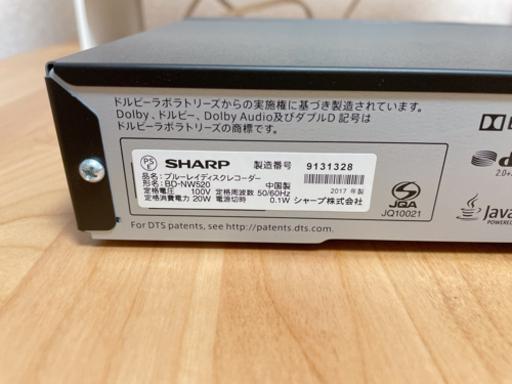 ドルビーラボラトリーズからの実施権に基づき製造されています。
Dolby、ドルビー、Dolby Audio及びダブルD 記号は
ドルビーラボラトリーズの商標です。
PS
E
SHARP 製造番号 9131328
品名:ブルーレイディスクレコーダー
形名:BD-NW520 中国製 2017 年製
定格電圧 100V 定格周波数 50/60Hz
定格消費電力 20W 電源切時 0.1W シャープ株式会社
JQA
JQ10021
2.0+
Java
POWERED
For DTS patents, see http://patents.dts.com.